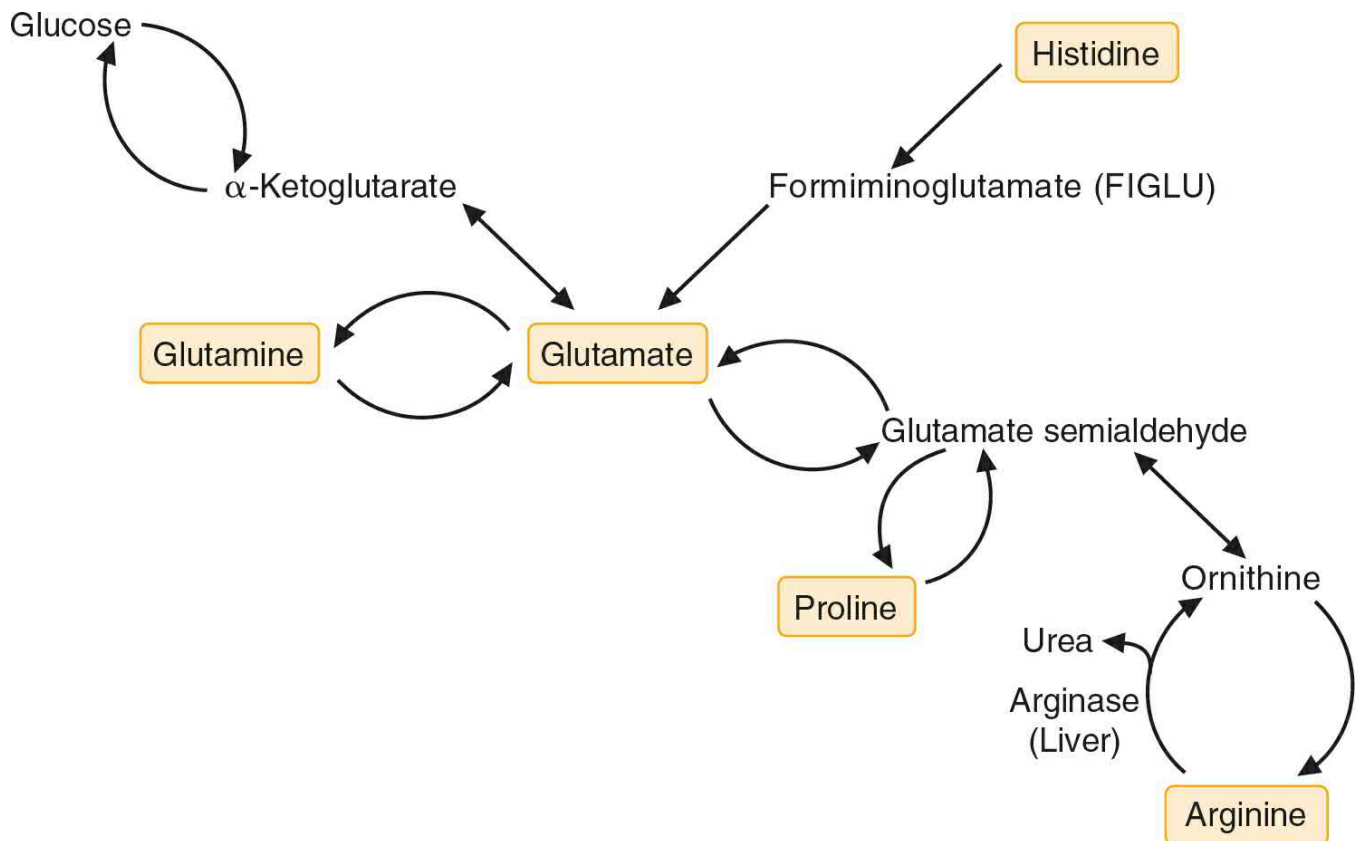 Glucose
Histidine
α-Ketoglutarate
Formiminoglutamate (FIGLU)
Glutamine
Glutamate
Glutamate semialdehyde
Proline
Ornithine
Urea
Arginase
(Liver)
Arginine